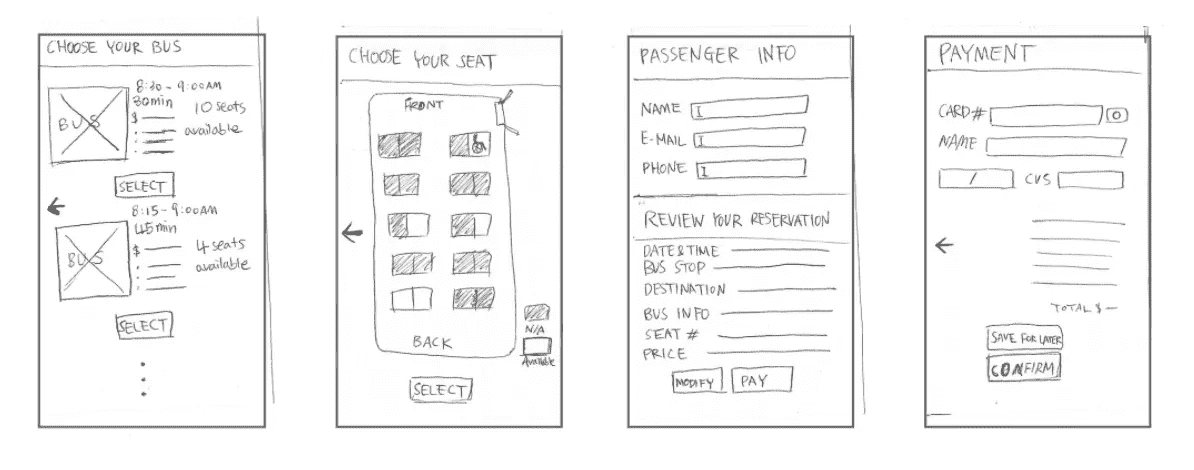 CHOOSE YOUR BUS
BUS
8:30 - 9:00AM
30min
10 seats
available
$
SELECT
8:15 - 9:00AM
45min
BUS
$
4 seats
available
SELECT
CHOOSE YOUR SEAT
FRONT
BACK
N/A
Available
SELECT
PASSENGER INFO
NAME
E-MAIL
PHONE
REVIEW YOUR RESERVATION
DATE&TIME
BUS STOP
DESTINATION
BUS INFO
SEAT #
PRICE
MODIFY
PAY
PAYMENT
CARD#
NAME
/ CVS
TOTAL $ —
SAVE FOR LATER
CONFIRM